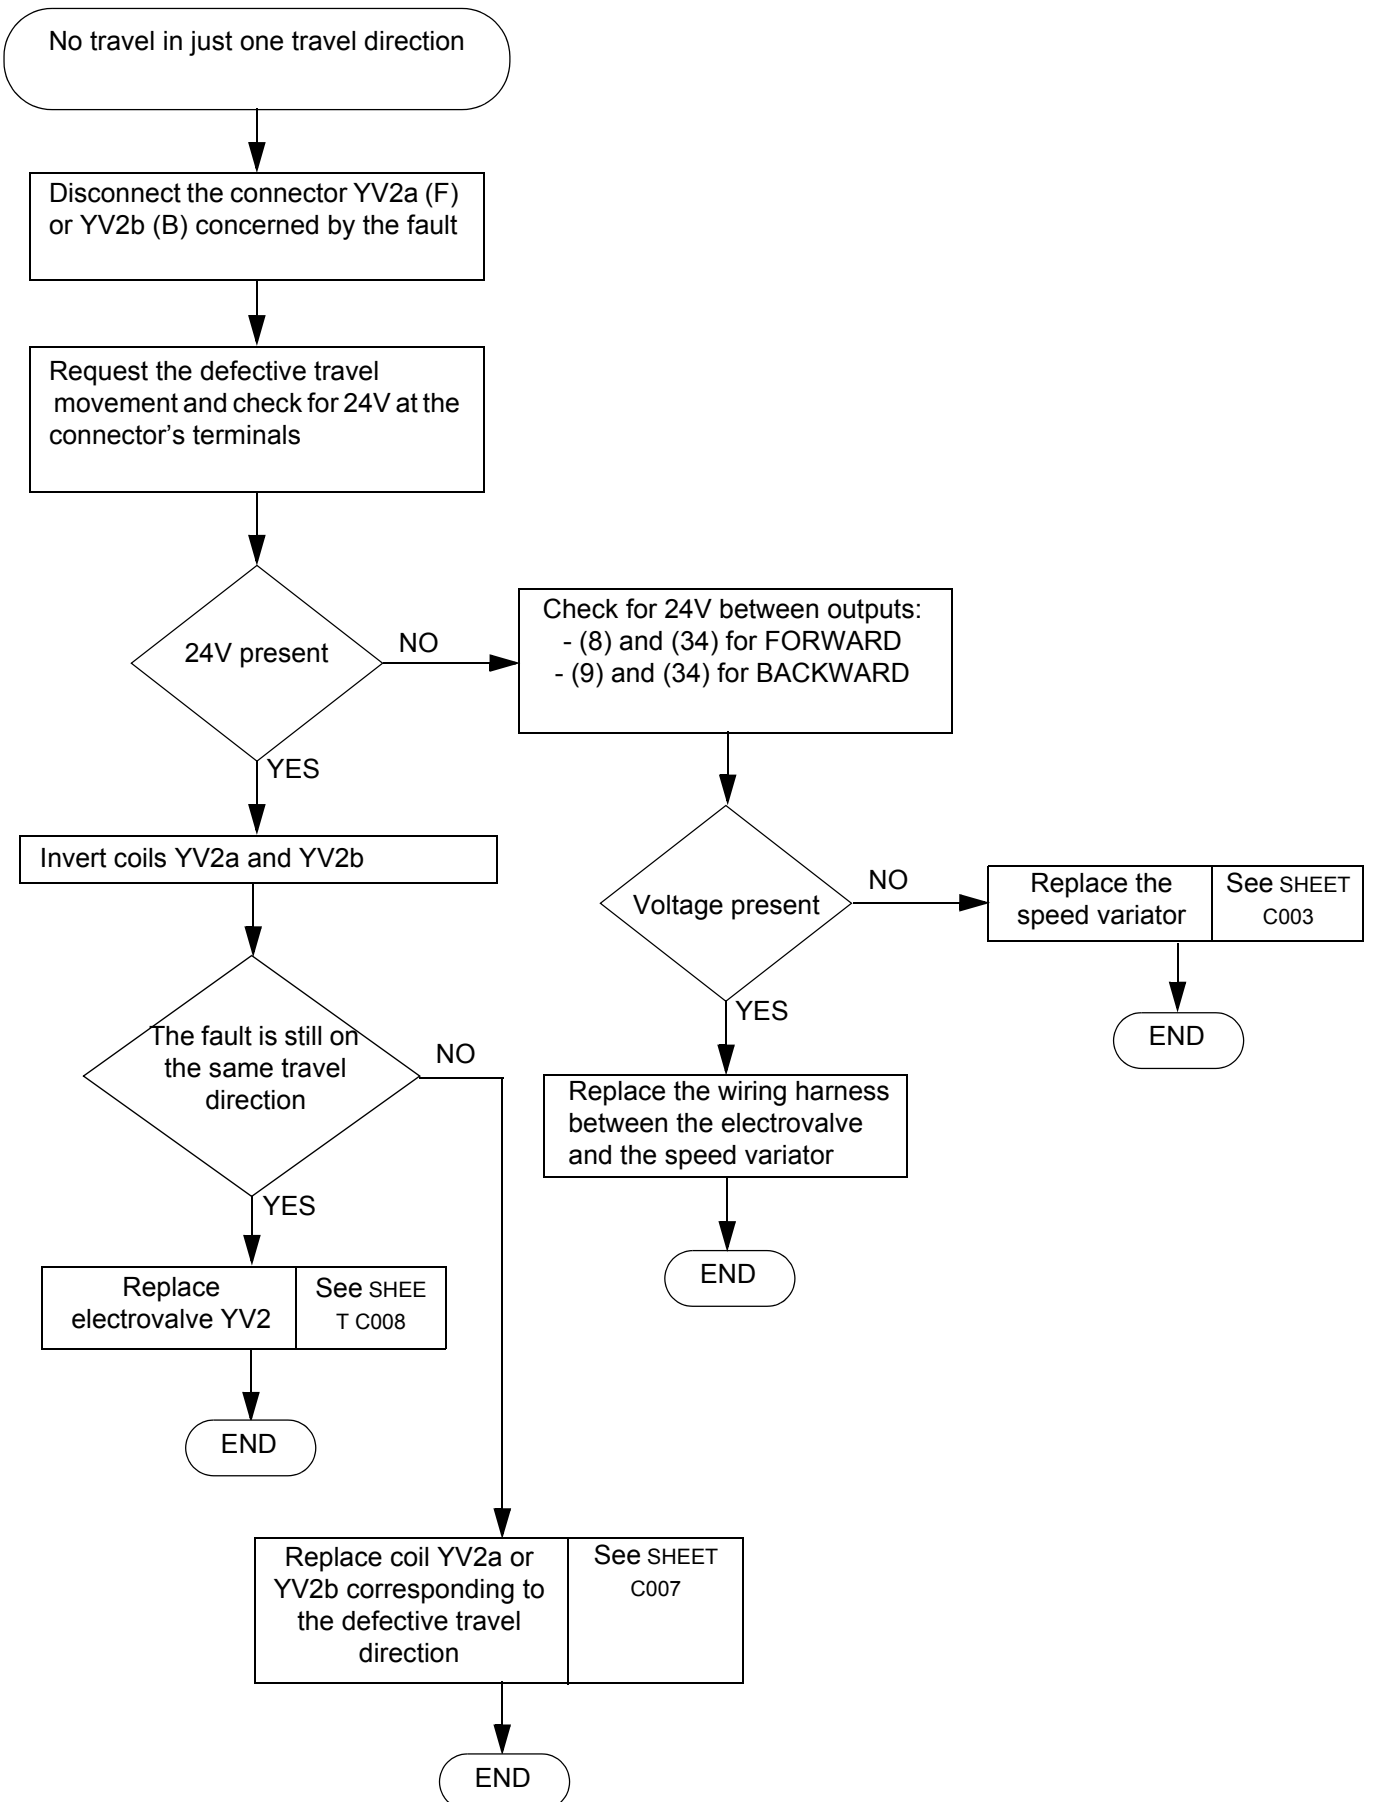 No travel in just one travel direction
Disconnect the connector YV2a (F)
or YV2b (B) concerned by the fault
Request the defective travel
movement and check for 24V at the
connector’s terminals
24V present
NO
YES
Check for 24V between outputs:
- (8) and (34) for FORWARD
- (9) and (34) for BACKWARD
Invert coils YV2a and YV2b
Voltage present
NO
YES
Replace the
speed variator
See SHEET
C003
END
The fault is still on
the same travel
direction
NO
YES
Replace the wiring harness
between the electrovalve
and the speed variator
END
Replace
electrovalve YV2
See SHEE
T C008
END
Replace coil YV2a or
YV2b corresponding to
the defective travel
direction
See SHEET
C007
END